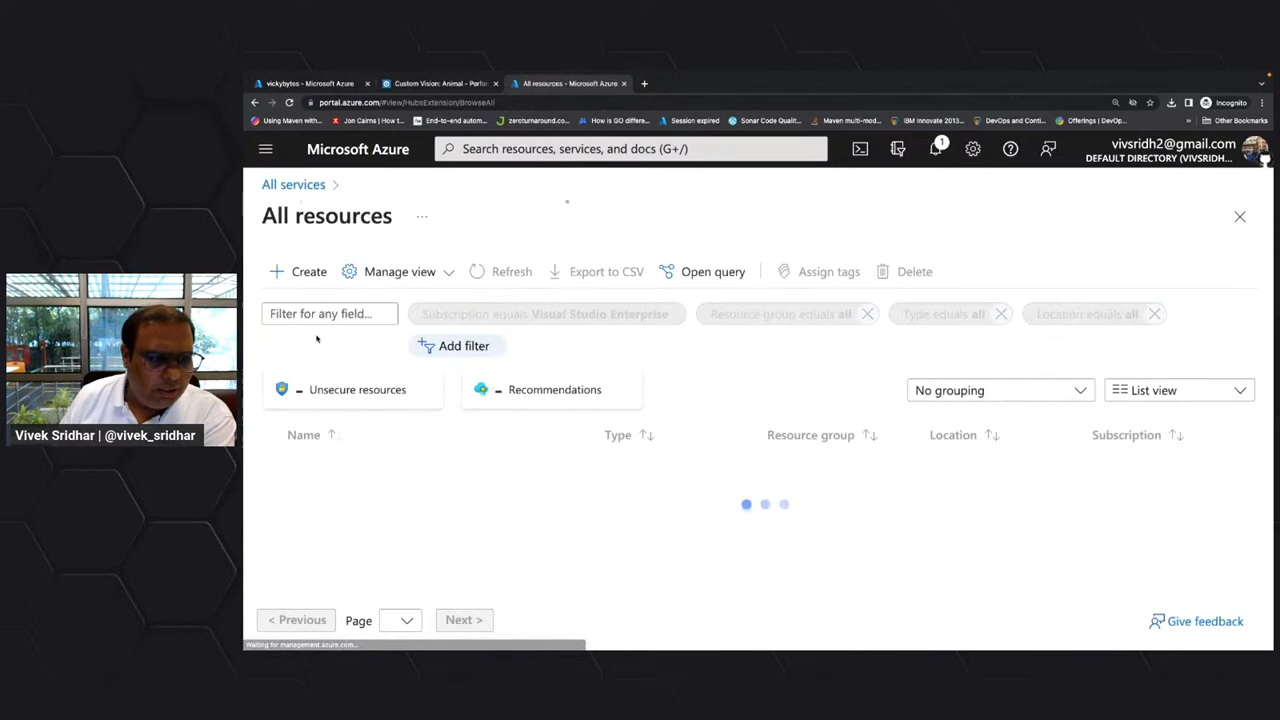 vickybytes - Microsoft Azure
Custom Vision: Animal - Perfo
All resources - Microsoft Azure
portal.azure.com/#view/HubsExtension/BrowseAll
Incognito
Using Maven with...
Jon Cairns | How t...
End-to-end autom...
zeroturnaround.co...
How is GO differe...
Session expired
Sonar Code Qualit...
Maven multi-mod...
IBM Innovate 2013...
DevOps and Conti...
Offerings | DevOp...
»
Other Bookmarks
Microsoft Azure
Search resources, services, and docs (G+/)
1
vivsridh2@gmail.com
DEFAULT DIRECTORY (VIVSRIDH...
All services >
All resources
...
Create
Manage view
Refresh
Export to CSV
Open query
Assign tags
Delete
Filter for any field...
Subscription equals Visual Studio Enterprise
Resource group equals all
Type equals all
Location equals all
Add filter
- Unsecure resources
- Recommendations
No grouping
List view
Name
Type
Resource group
Location
Subscription
Vivek Sridhar | @vivek_sridhar
< Previous
Page
Next >
Give feedback
Waiting for management.azure.com...